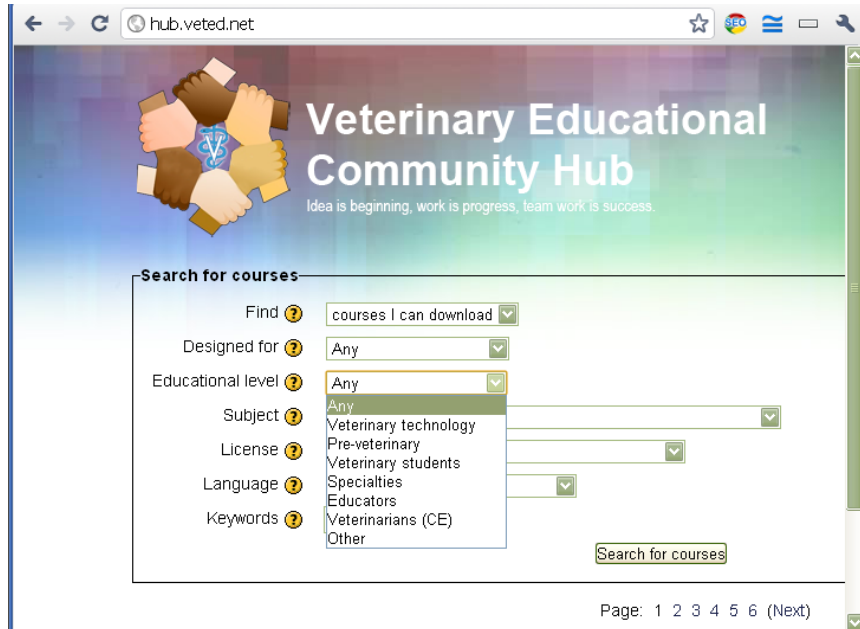 hub.veted.net
SEO
V
Veterinary Educational
Community Hub
Idea is beginning, work is progress, team work is success.
Search for courses
Find ? courses I can download
Designed for ? Any
Educational level ? Any
Any
Veterinary technology
Pre-veterinary
Veterinary students
Specialties
Educators
Veterinarians (CE)
Other
Subject ?
License ?
Language ?
Keywords ?
Search for courses
Page: 1 2 3 4 5 6 (Next)